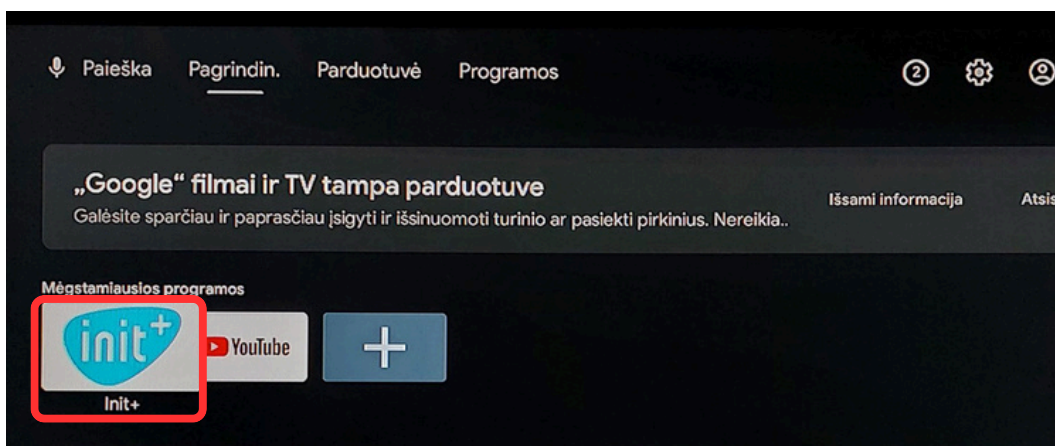 Paieška Pagrindin. Parduotuvė Programos 2
„Google“ filmai ir TV tampa parduotuve
Galėsite sparčiau ir paprasčiau įsigyti ir išsinuomoti turinio ar pasiekti pirkinius. Nereikia..
Išsami informacija Atsis
Mėgstamiausios programos
init+ YouTube
Init+